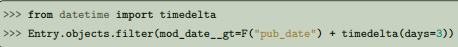 >>> from datetime import timedelta
>>> Entry.objects.filter(mod_date__gt=F("pub_date") + timedelta(days=3))